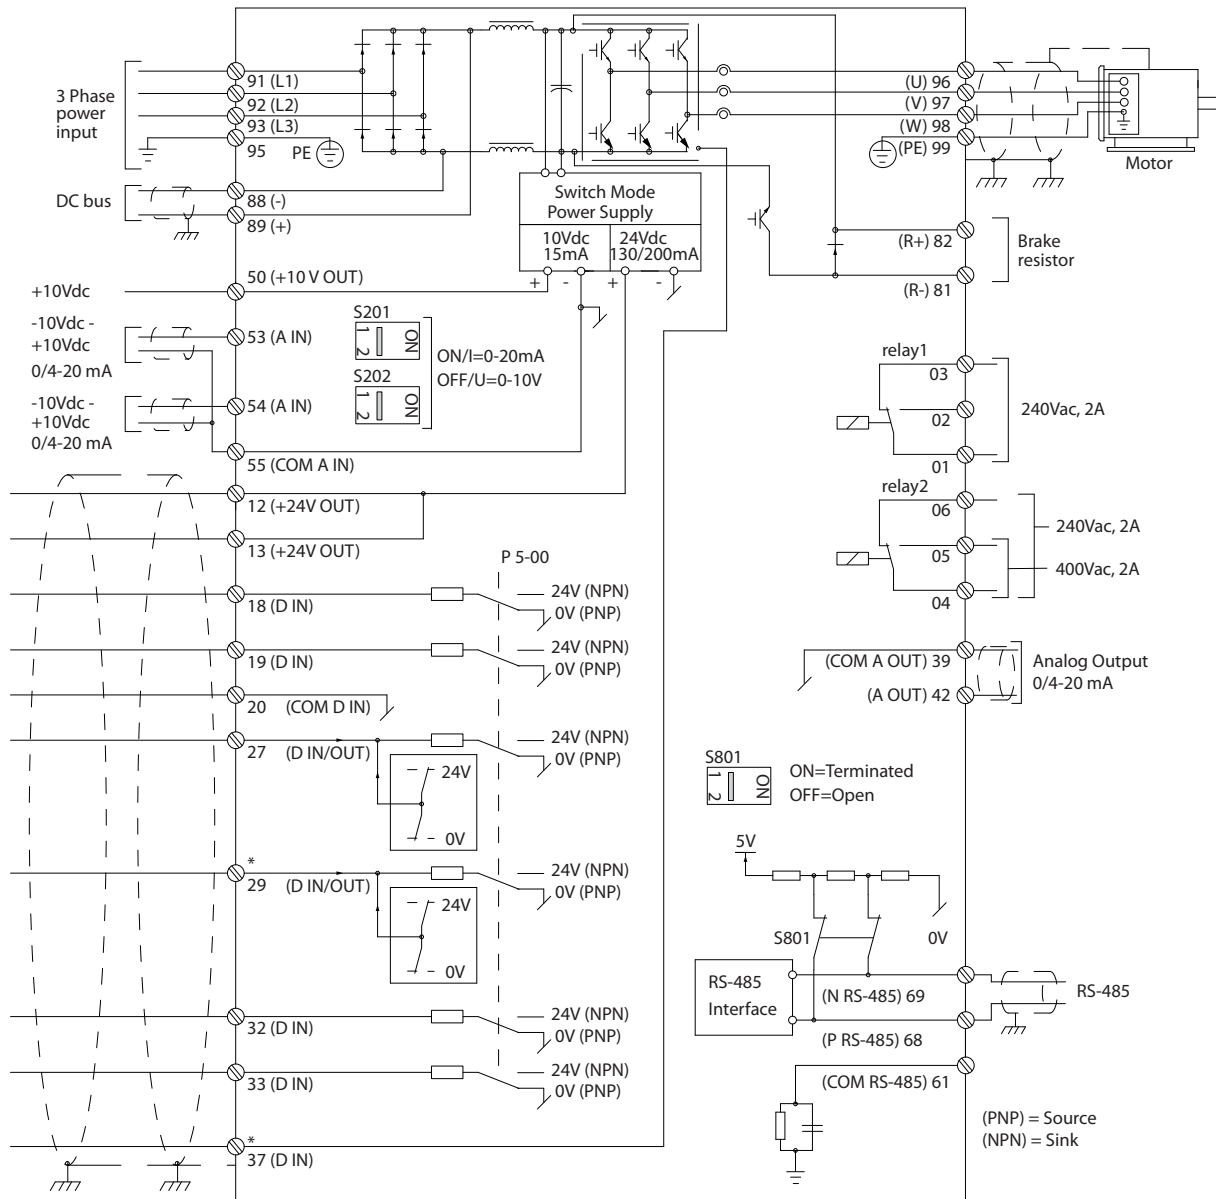 3 Phase
power
input
91 (L1)
92 (L2)
93 (L3)
95
PE
DC bus
88 (-)
89 (+)
Switch Mode
Power Supply
10Vdc
15mA
24Vdc
130/200mA
+
-
+
-
(U) 96
(V) 97
(W) 98
(PE) 99
Motor
(R+) 82
(R-) 81
Brake
resistor
+10Vdc
50 (+10 V OUT)
-10Vdc -
+10Vdc
0/4-20 mA
53 (A IN)
-10Vdc -
+10Vdc
0/4-20 mA
54 (A IN)
55 (COM A IN)
S201
1
2
ON
S202
1
2
ON
ON/I=0-20mA
OFF/U=0-10V
relay1
03
02
01
240Vac, 2A
relay2
06
05
04
240Vac, 2A
400Vac, 2A
12 (+24V OUT)
13 (+24V OUT)
P 5-00
18 (D IN)
24V (NPN)
0V (PNP)
19 (D IN)
24V (NPN)
0V (PNP)
20 (COM D IN)
27 (D IN/OUT)
24V (NPN)
0V (PNP)
24V
0V
*
29 (D IN/OUT)
24V (NPN)
0V (PNP)
24V
0V
32 (D IN)
24V (NPN)
0V (PNP)
33 (D IN)
24V (NPN)
0V (PNP)
*
37 (D IN)
(COM A OUT) 39
(A OUT) 42
Analog Output
0/4-20 mA
S801
1
2
ON
ON=Terminated
OFF=Open
5V
S801
0V
RS-485
Interface
(N RS-485) 69
(P RS-485) 68
RS-485
(COM RS-485) 61
(PNP) = Source
(NPN) = Sink